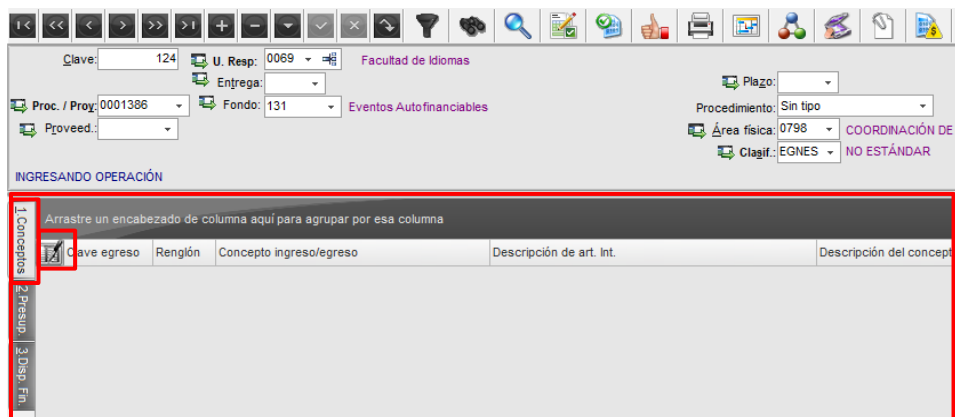 Clave: 124 U. Resp: 0069 Facultad de Idiomas
Entrega: Plazo:
Proc. / Proy: 0001386 Fondo: 131 Eventos Autofinanciables Procedimiento: Sin tipo
Proveed.: Área física: 0798 COORDINACIÓN DE
Clasif.: EGNES NO ESTÁNDAR
INGRESANDO OPERACIÓN
1.Conceptos
Arrastre un encabezado de columna aquí para agrupar por esa columna
Clave egreso Renglón Concepto ingreso/egreso Descripción de art. Int. Descripción del concept
2.Presup.
3.Disp. Fin.